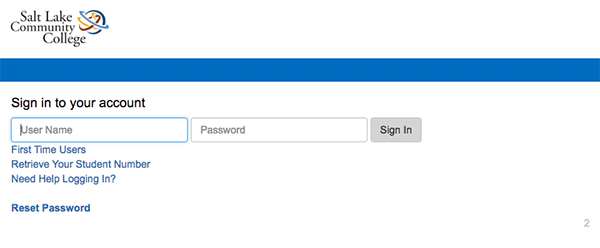 Salt Lake
Community
College
Sign in to your account
User Name
Password
Sign In
First Time Users
Retrieve Your Student Number
Need Help Logging In?
Reset Password
2